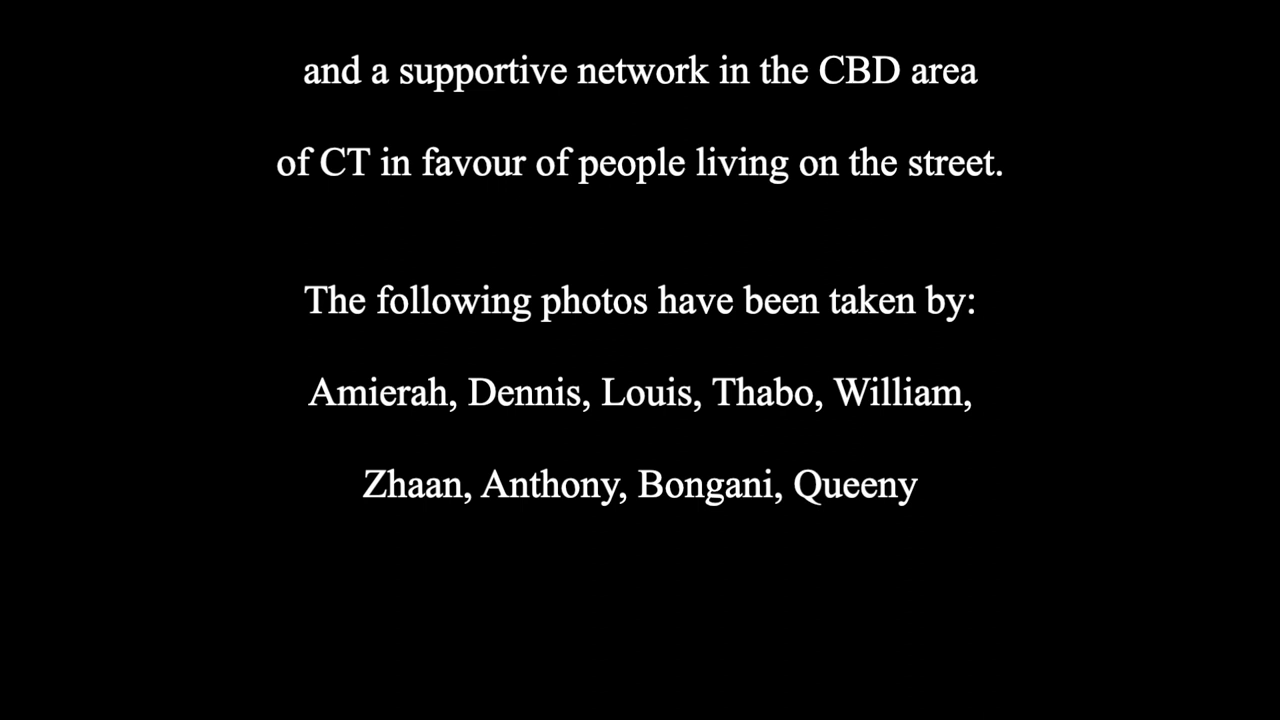 and a supportive network in the CBD area
of CT in favour of people living on the street.
The following photos have been taken by:
Amierah, Dennis, Louis, Thabo, William,
Zhaan, Anthony, Bongani, Queeny